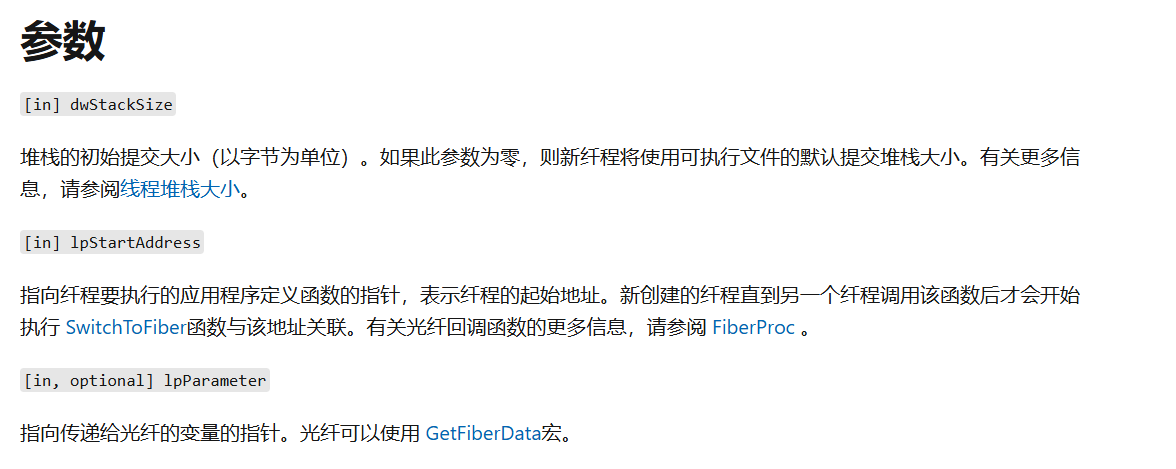 参数
[in] dwStackSize
堆栈的初始提交大小（以字节为单位）。如果此参数为零，则新纤程将使用可执行文件的默认提交堆栈大小。有关更多信
息，请参阅线程堆栈大小。
[in] lpStartAddress
指向纤程要执行的应用程序定义函数的指针，表示纤程的起始地址。新创建的纤程直到另一个纤程调用该函数后才会开始
执行 SwitchToFiber函数与该地址关联。有关光纤回调函数的更多信息，请参阅 FiberProc 。
[in, optional] lpParameter
指向传递给光纤的变量的指针。光纤可以使用 GetFiberData宏。